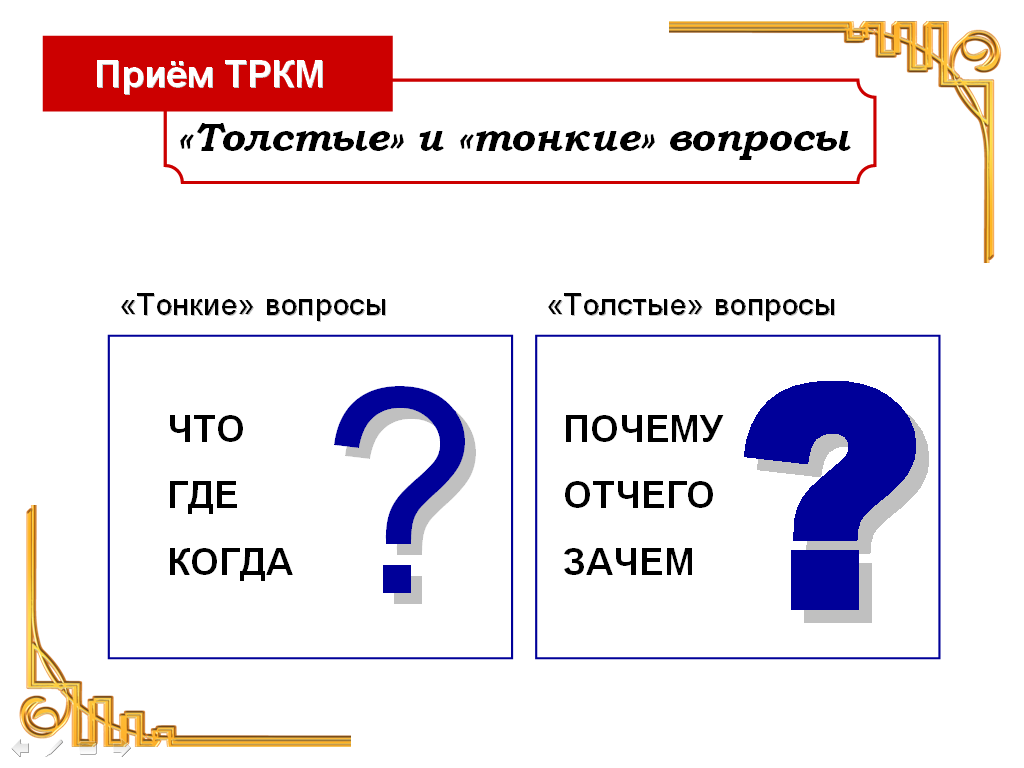 Приём ТРКМ
«Толстые» и «тонкие» вопросы
«Тонкие» вопросы
ЧТО
ГДЕ
КОГДА
?
«Толстые» вопросы
ПОЧЕМУ
ОТЧЕГО
ЗАЧЕМ
?